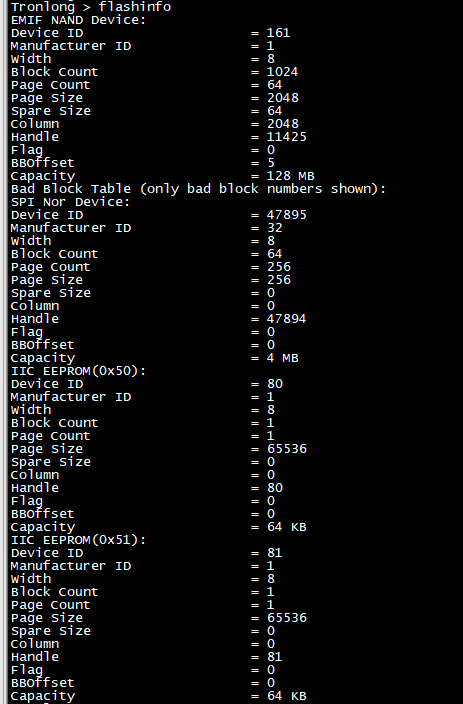 Tronlong > flashinfo
EMIF NAND Device:
Device ID = 161
Manufacturer ID = 1
Width = 8
Block Count = 1024
Page Count = 64
Page Size = 2048
Spare Size = 64
Column = 2048
Handle = 11425
Flag = 0
BBOffset = 5
Capacity = 128 MB
Bad Block Table (only bad block numbers shown):
SPI Nor Device:
Device ID = 47895
Manufacturer ID = 32
Width = 8
Block Count = 64
Page Count = 256
Page Size = 256
Spare Size = 0
Column = 0
Handle = 47894
Flag = 0
BBOffset = 0
Capacity = 4 MB
IIC EEPROM(0x50):
Device ID = 80
Manufacturer ID = 1
Width = 8
Block Count = 1
Page Count = 1
Page Size = 65536
Spare Size = 0
Column = 0
Handle = 80
Flag = 0
BBOffset = 0
Capacity = 64 KB
IIC EEPROM(0x51):
Device ID = 81
Manufacturer ID = 1
Width = 8
Block Count = 1
Page Count = 1
Page Size = 65536
Spare Size = 0
Column = 0
Handle = 81
Flag = 0
BBOffset = 0
Capacity = 64 KB